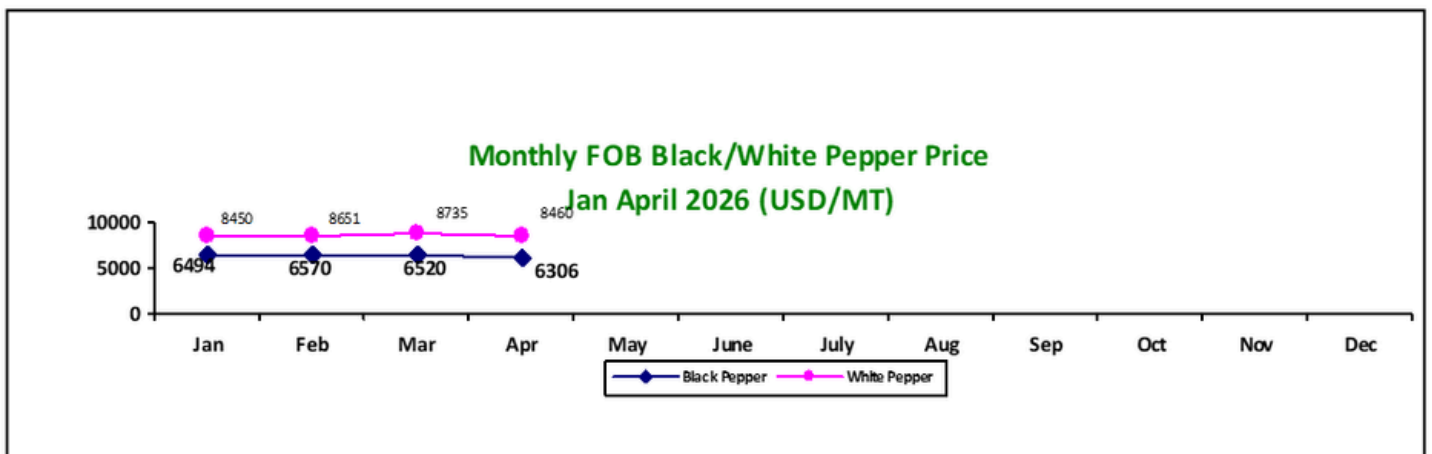 Monthly FOB Black/White Pepper Price
Jan April 2026 (USD/MT)
10000
5000
0
8450 8651 8735 8460
6494 6570 6520 6306
Jan Feb Mar Apr May June July Aug Sep Oct Nov Dec
Black Pepper White Pepper